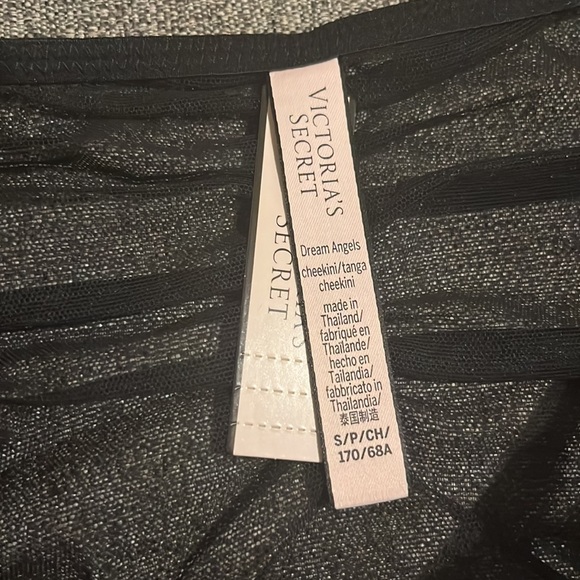 VICTORIA'S
SECRET
Dream Angels
cheekini/tanga
cheekini
made in
Thailand/
fabriqué en
Thaïlande/
hecho en
Tailandia/
fabbricato in
Thailandia/
泰国制造
S/P/CH/
170/68A
SECRET